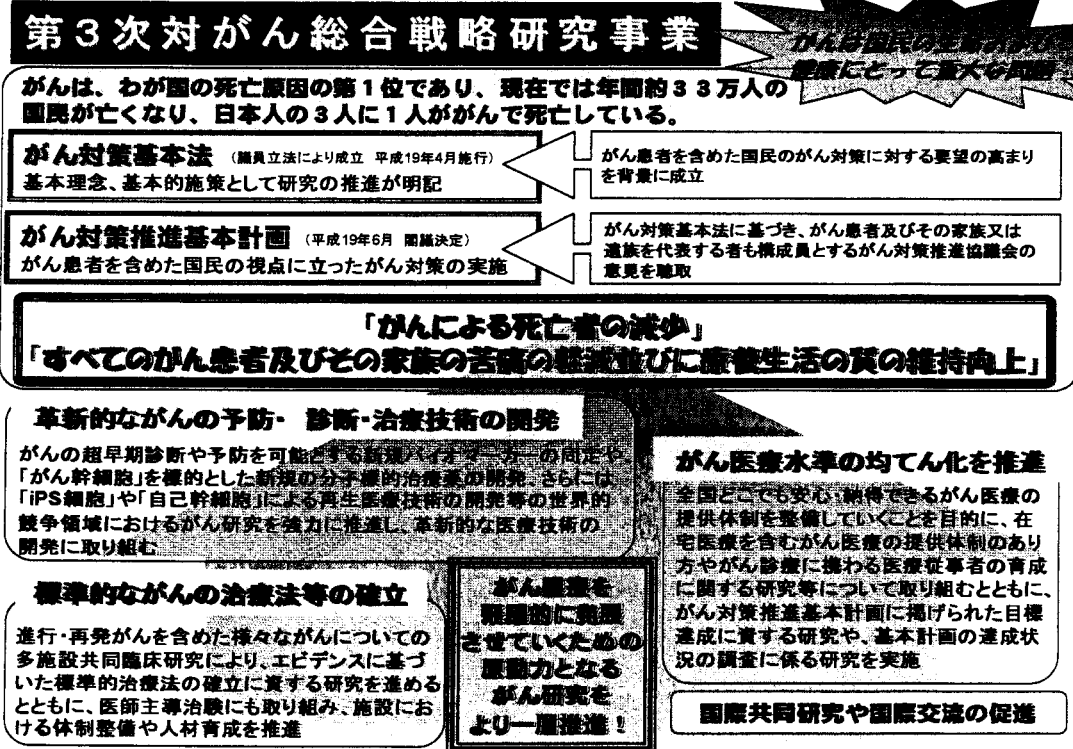 第３次対がん総合戦略研究事業
がんは国民の生命および
健康にとって重大な問題
がんは、わが国の死亡原因の第１位であり、現在では年間約３３万人の
国民が亡くなり、日本人の３人に１人ががんで死亡している。
がん対策基本法 （議員立法により成立 平成19年4月施行）
基本理念、基本的施策として研究の推進が明記
がん患者を含めた国民のがん対策に対する要望の高まり
を背景に成立
がん対策推進基本計画 （平成19年6月 閣議決定）
がん患者を含めた国民の視点に立ったがん対策の実施
がん対策基本法に基づき、がん患者及びその家族又は
遺族を代表する者も構成員とするがん対策推進協議会の
意見を聴取
「がんによる死亡者の減少」
「すべてのがん患者及びその家族の苦痛の軽減並びに療養生活の質の維持向上」
革新的ながんの予防・ 診断・治療技術の開発
がんの超早期診断や予防を可能とする新規バイオマーカーの同定や
「がん幹細胞」を標的とした新規の分子標的治療薬の開発、さらには
「iPS細胞」や「自己幹細胞」による再生医療技術の開発等の世界的
競争領域におけるがん研究を強力に推進し、革新的な医療技術の
開発に取り組む
標準的ながんの治療法等の確立
進行・再発がんを含めた様々ながんについての
多施設共同臨床研究により、エビデンスに基づ
いた標準的治療法の確立に資する研究を進める
とともに、医師主導治験にも取り組み、施設にお
ける体制整備や人材育成を推進
がん医療を
飛躍的に発展
させていくための
原動力となる
がん研究を
より一層推進！
がん医療水準の均てん化を推進
全国どこでも安心・納得できるがん医療の
提供体制を整備していくことを目的に、在
宅医療を含むがん医療の提供体制のあり
方やがん診療に携わる医療従事者の育成
に関する研究等について取り組むとともに、
がん対策推進基本計画に掲げられた目標
達成に資する研究や、基本計画の達成状
況の調査に係る研究を実施
国際共同研究や国際交流の促進